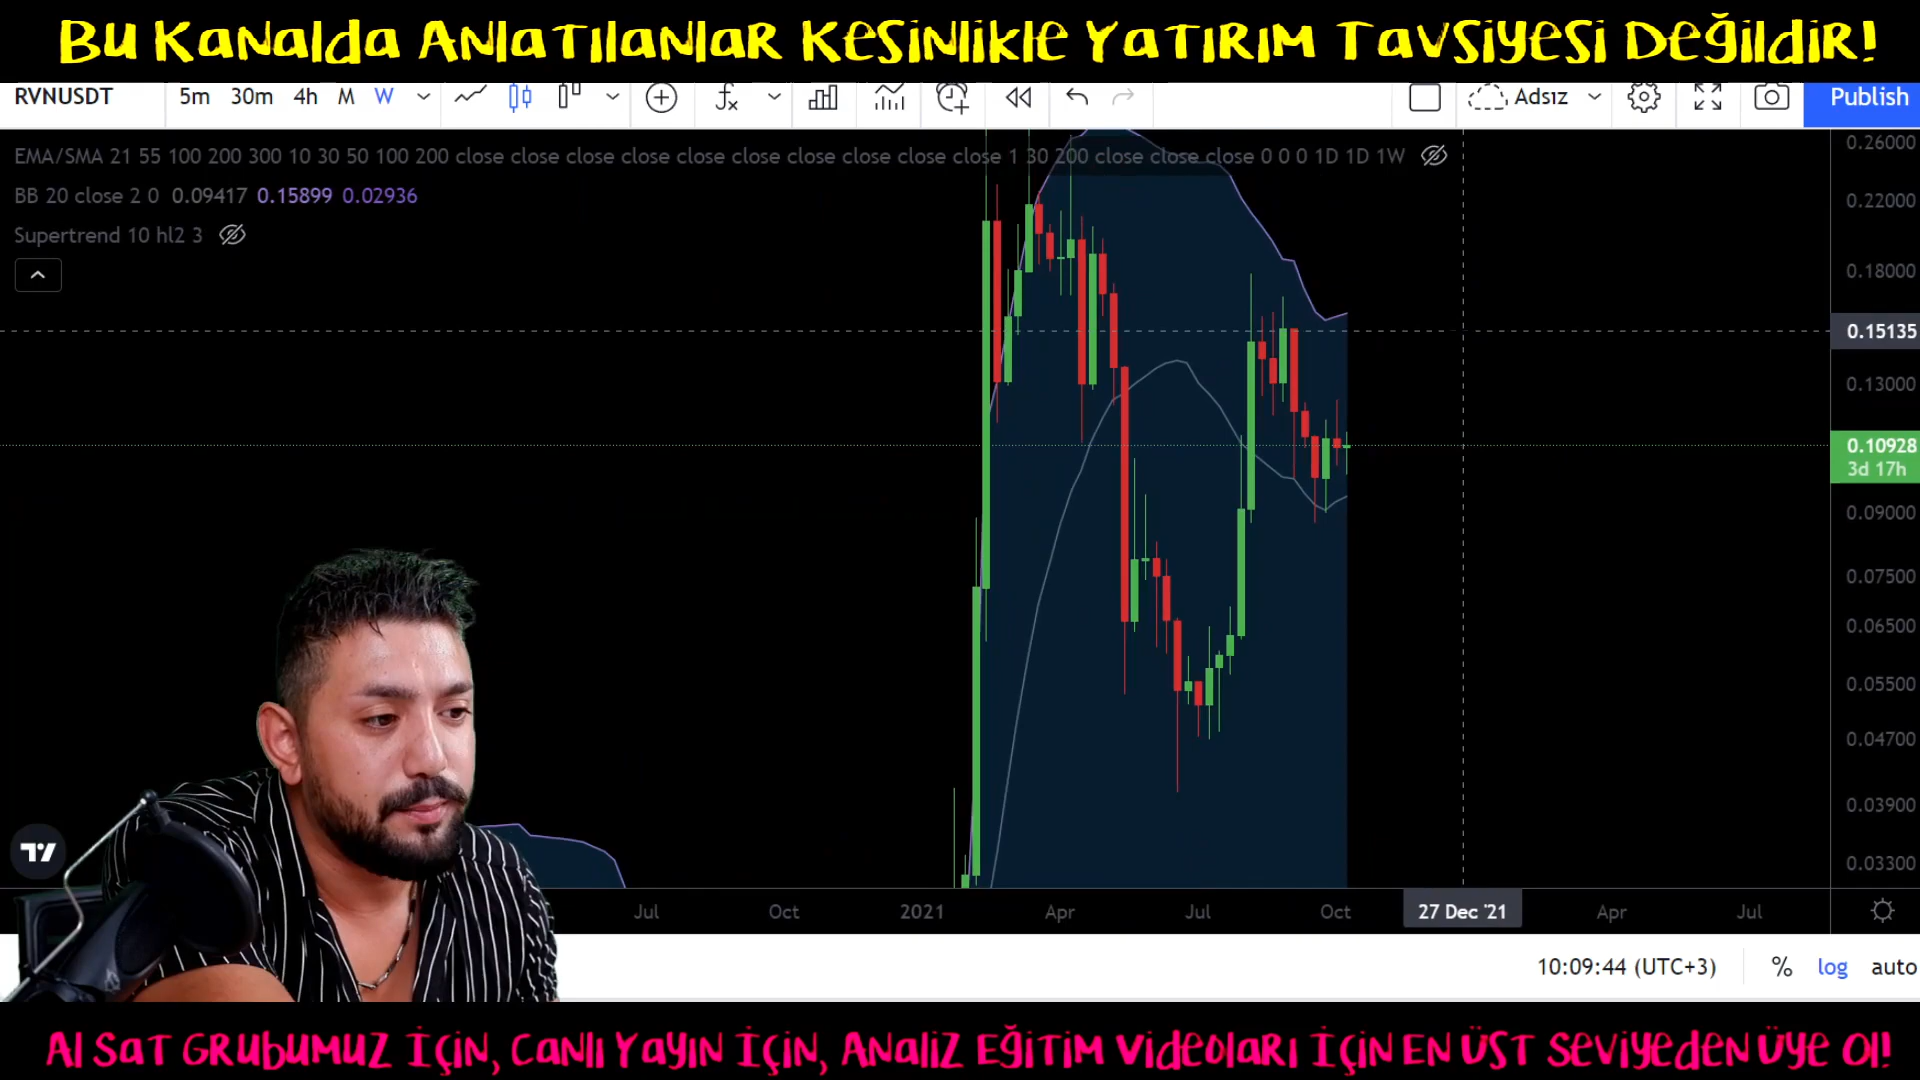 Bu Kanalda Anlatılanlar Kesinlikle Yatırım Tavsiyesi Değildir!
RVNUSDT 5m 30m 4h M W Adsız Publish
EMA/SMA 21 55 100 200 300 10 30 50 100 200 close close close close close close close close close close 1 30 200 close close close 0 0 0 1D 1D 1W
BB 20 close 2 0 0.09417 0.15899 0.02936
Supertrend 10 hl2 3
0.26000
0.22000
0.18000
0.15135
0.13000
0.10928
3d 17h
0.09000
0.07500
0.06500
0.05500
0.04700
0.03900
0.03300
Jul Oct 2021 Apr Jul Oct 27 Dec '21 Apr Jul
10:09:44 (UTC+3) % log auto
Al Sat Grubumuz İçin, Canlı Yayın İçin, Analiz Eğitim Videoları İçin En Üst Seviyeden Üye Ol!